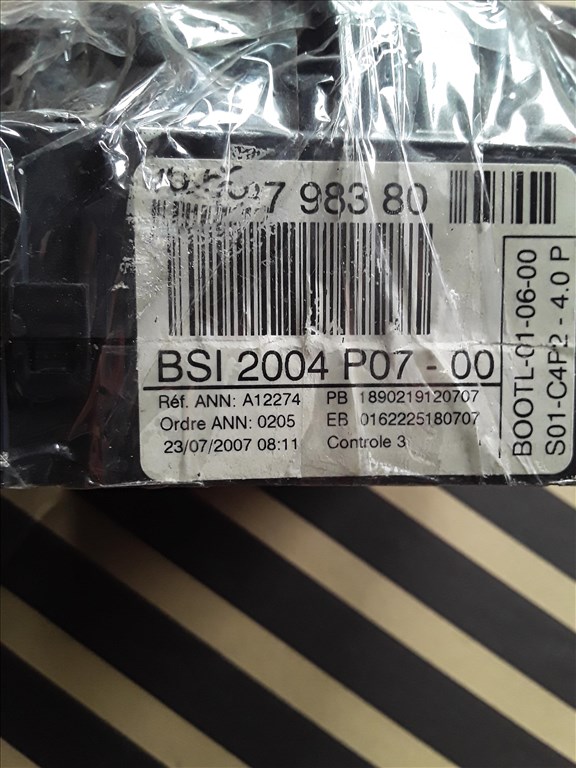 7 983 80
BSI 2004 P07 - 00
Réf. ANN: A12274 PB 1890219120707
Ordre ANN: 0205 EB 0162225180707
23/07/2007 08:11 Controle 3
BOOTL-01-06-00
S01-C4P2 - 4.0 P